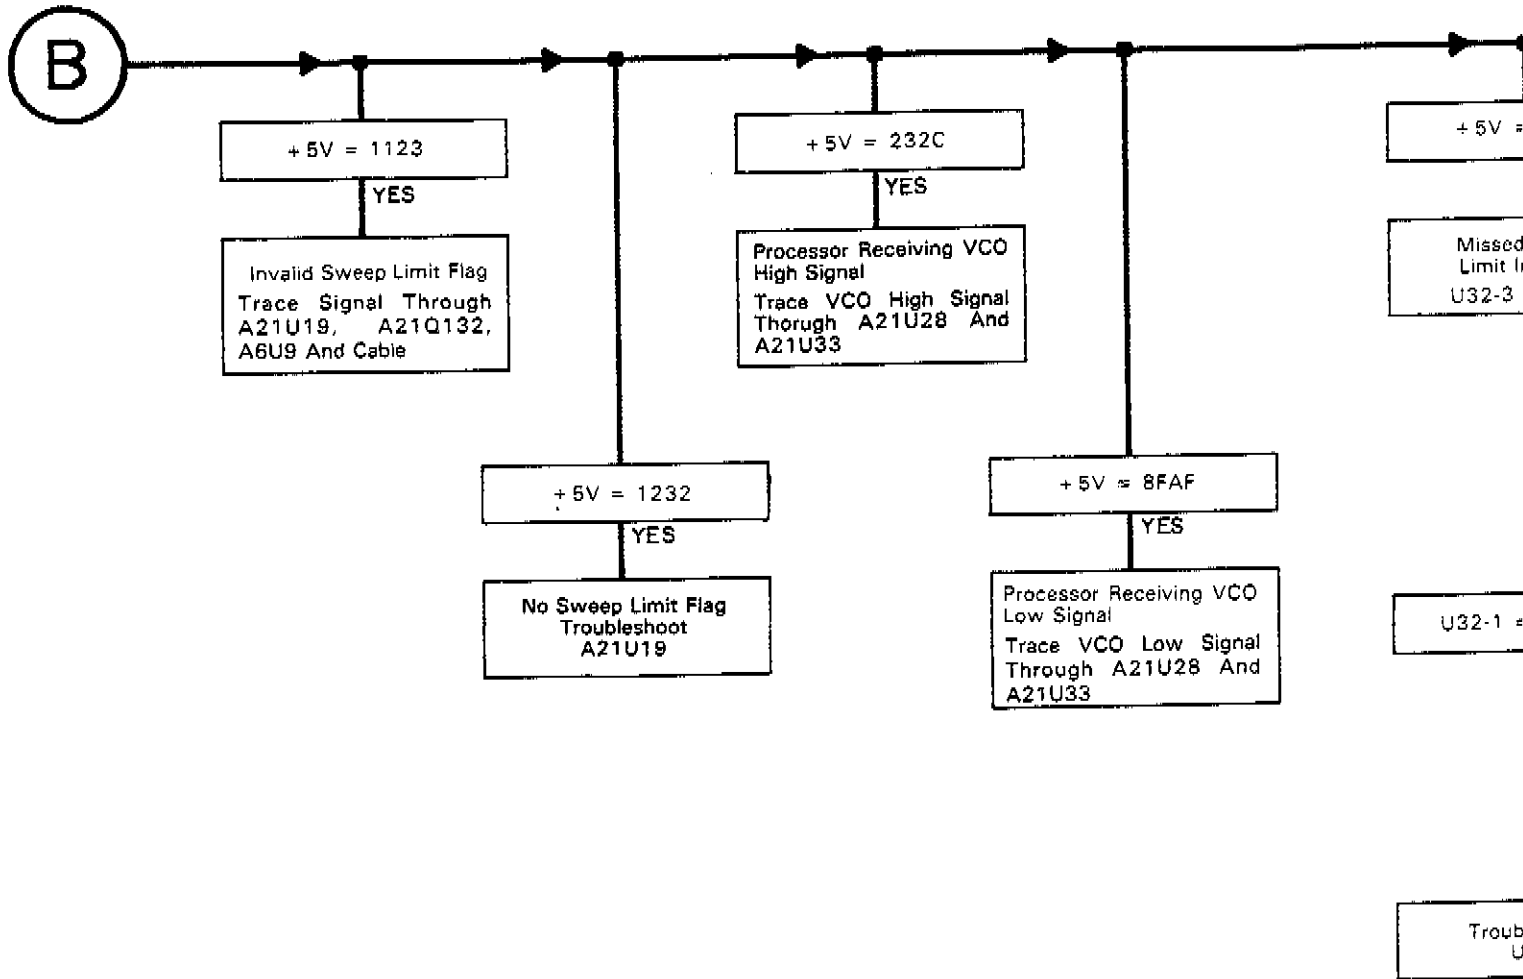 B
+5V = 1123
YES
Invalid Sweep Limit Flag
Trace Signal Through
A21U19, A21Q132,
A6U9 And Cable
+5V = 1232
YES
No Sweep Limit Flag
Troubleshoot
A21U19
+5V = 232C
YES
Processor Receiving VCO
High Signal
Trace VCO High Signal
Thorugh A21U28 And
A21U33
+5V = 8FAF
YES
Processor Receiving VCO
Low Signal
Trace VCO Low Signal
Through A21U28 And
A21U33
+5V =
Missed
Limit
U32-3
U32-1 =